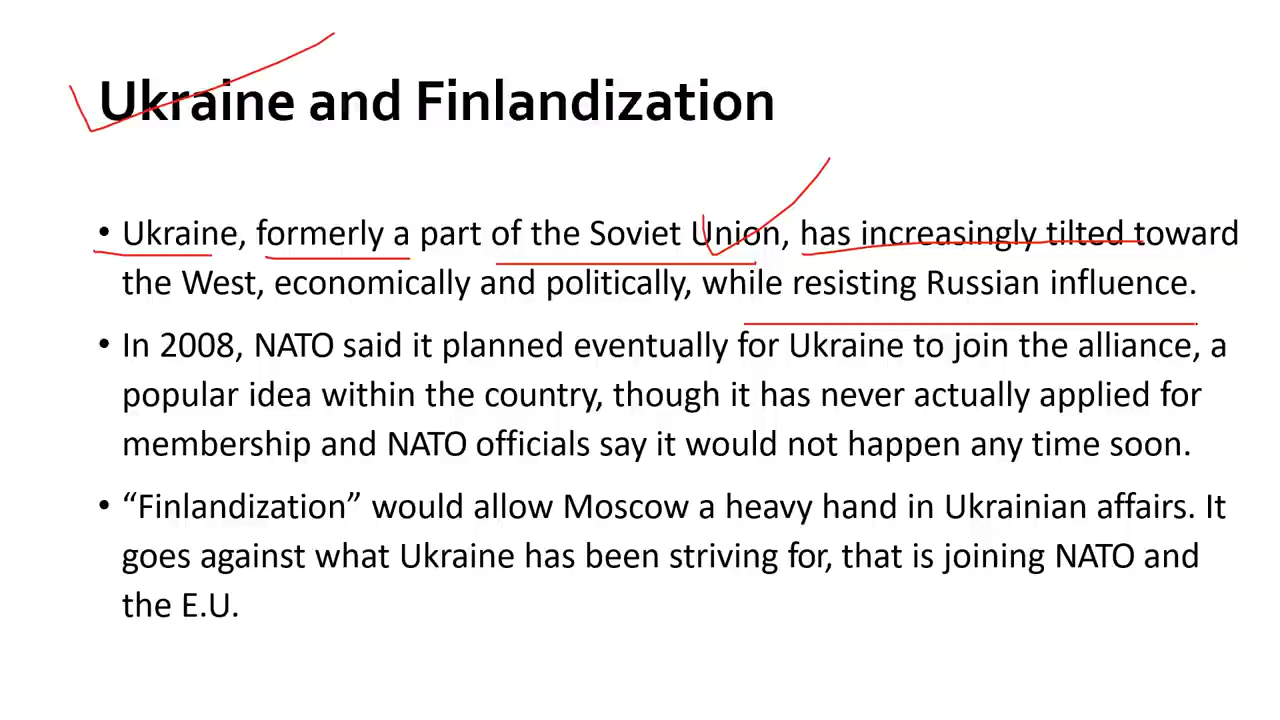 Ukraine and Finlandization
• Ukraine, formerly a part of the Soviet Union, has increasingly tilted toward
the West, economically and politically, while resisting Russian influence.
• In 2008, NATO said it planned eventually for Ukraine to join the alliance, a
popular idea within the country, though it has never actually applied for
membership and NATO officials say it would not happen any time soon.
• “Finlandization” would allow Moscow a heavy hand in Ukrainian affairs. It
goes against what Ukraine has been striving for, that is joining NATO and
the E.U.